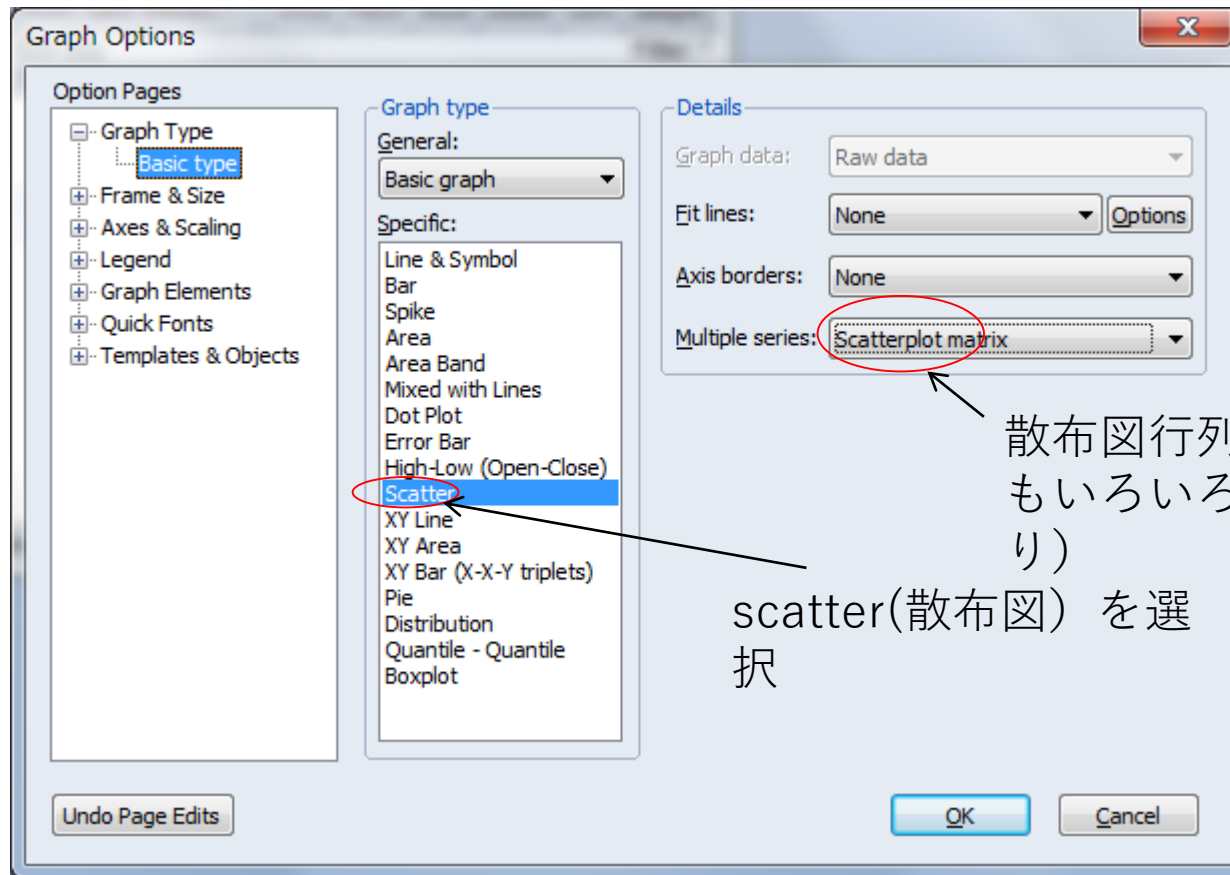 Graph Options
Option Pages
Graph Type
Basic type
Frame & Size
Axes & Scaling
Legend
Graph Elements
Quick Fonts
Templates & Objects
Graph type
General:
Basic graph
Specific:
Line & Symbol
Bar
Spike
Area
Area Band
Mixed with Lines
Dot Plot
Error Bar
High-Low (Open-Close)
Scatter
XY Line
XY Area
XY Bar (X-X-Y triplets)
Pie
Distribution
Quantile - Quantile
Boxplot
Details
Graph data: Raw data
Fit lines: None Options
Axis borders: None
Multiple series: Scatterplot matrix
散布図行列
もいろいろ
り)
scatter(散布図)を選
択
Undo Page Edits
OK
Cancel